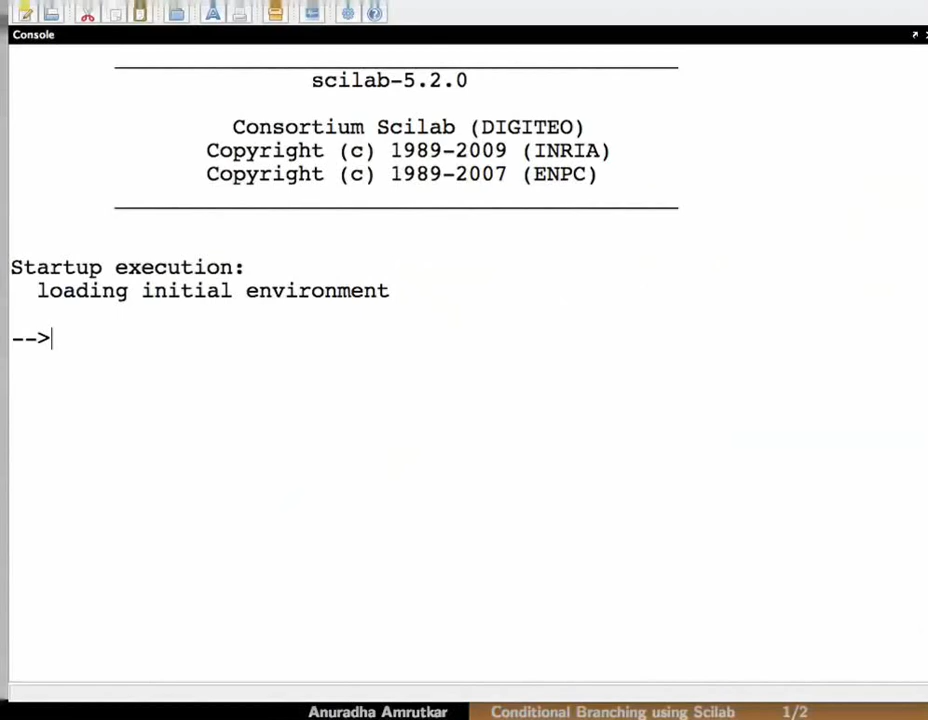 Console
scilab-5.2.0
Consortium Scilab (DIGITEO)
Copyright (c) 1989-2009 (INRIA)
Copyright (c) 1989-2007 (ENPC)
Startup execution:
loading initial environment
-->
Anuradha Amrutkar Conditional Branching using Scilab 1/2